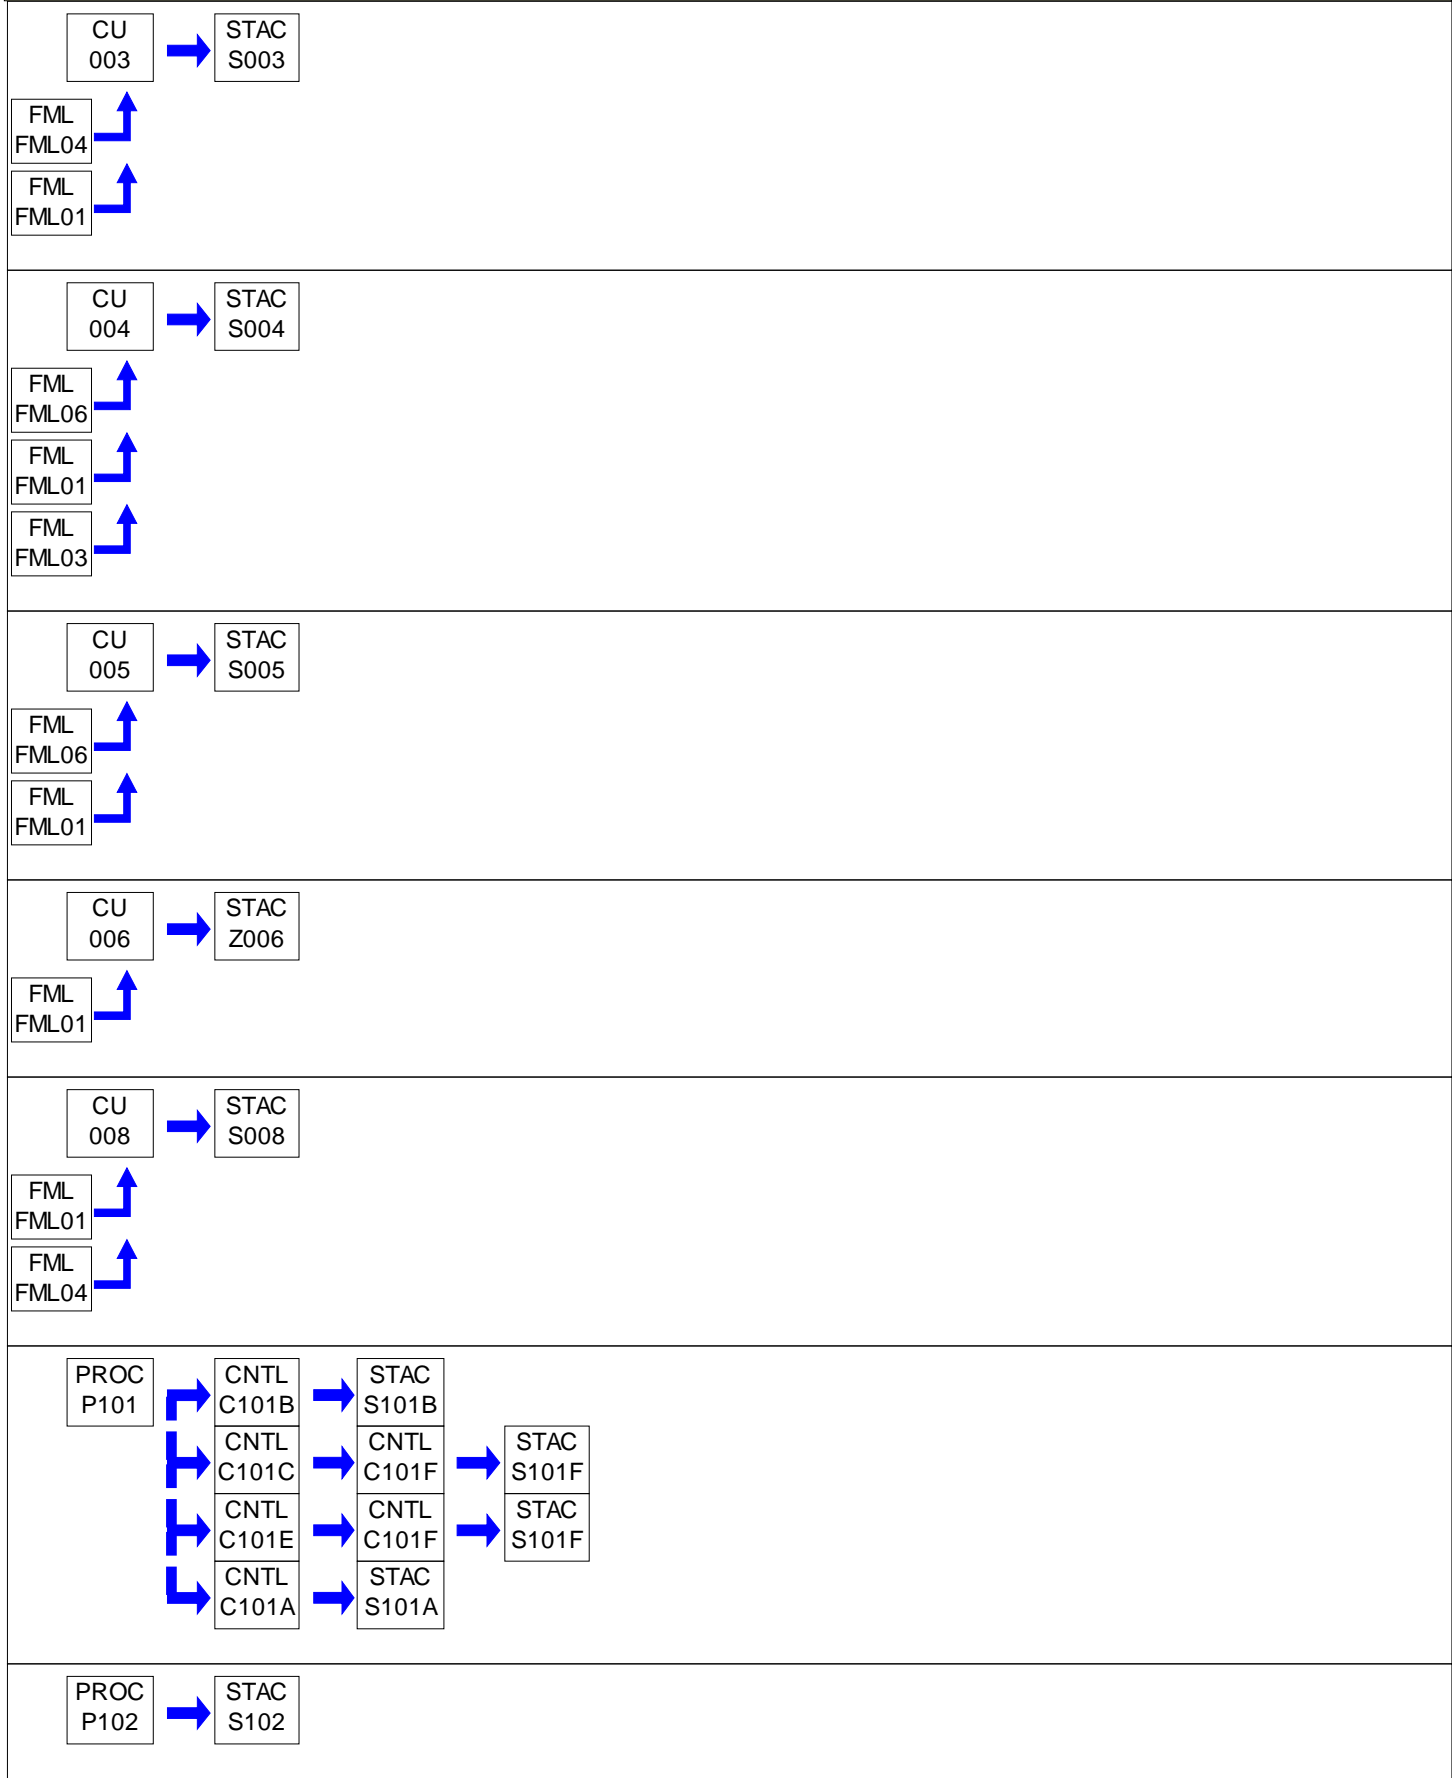 CU
003
STAC
S003
FML
FML04
FML
FML01
CU
004
STAC
S004
FML
FML06
FML
FML01
FML
FML03
CU
005
STAC
S005
FML
FML06
FML
FML01
CU
006
STAC
Z006
FML
FML01
CU
008
STAC
S008
FML
FML01
FML
FML04
PROC
P101
CNTL
C101B
STAC
S101B
CNTL
C101C
CNTL
C101F
STAC
S101F
CNTL
C101E
CNTL
C101F
STAC
S101F
CNTL
C101A
STAC
S101A
PROC
P102
STAC
S102